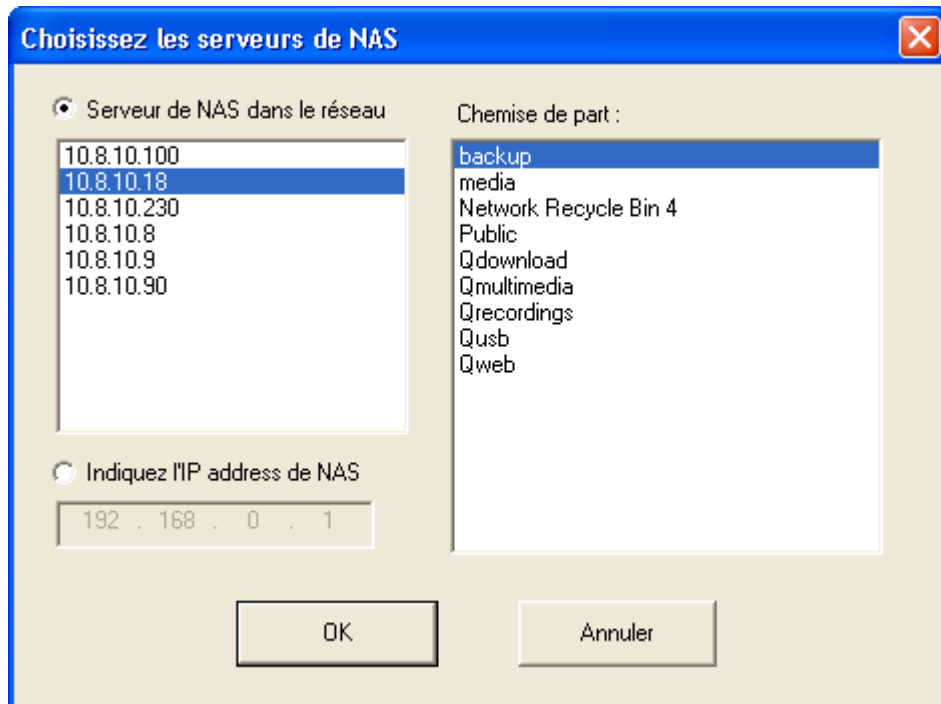 Choisissez les serveurs de NAS
Serveur de NAS dans le réseau
10.8.10.100
10.8.10.18
10.8.10.230
10.8.10.8
10.8.10.9
10.8.10.90
Indiquez l'IP address de NAS
192 . 168 . 0 . 1
Chemise de part :
backup
media
Network Recycle Bin 4
Public
Qdownload
Qmultimedia
Qrecordings
Qusb
Qweb
OK
Annuler